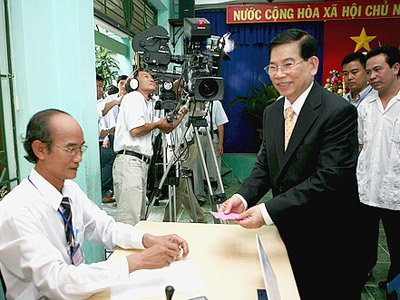 NƯỚC CỘNG HÒA XÃ HỘI CHỦ N